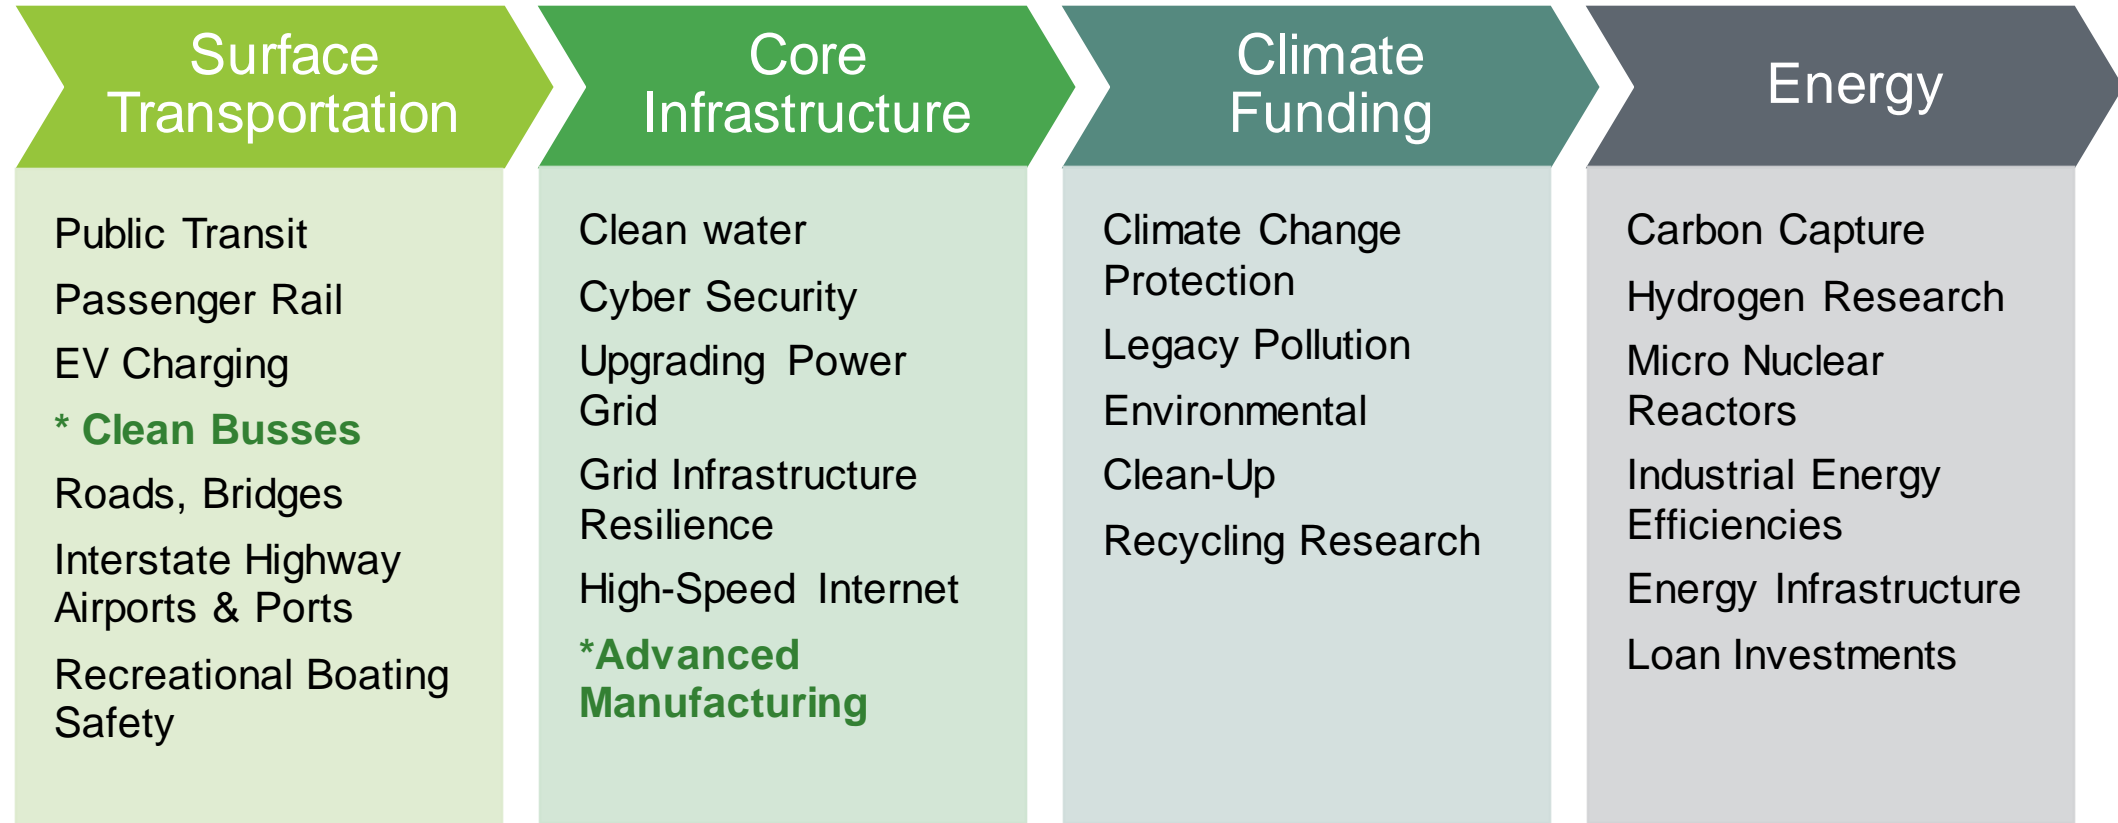 Surface
Transportation
Public Transit
Passenger Rail
EV Charging
* Clean Busses
Roads, Bridges
Interstate Highway
Airports & Ports
Recreational Boating
Safety
Core
Infrastructure
Clean water
Cyber Security
Upgrading Power
Grid
Grid Infrastructure
Resilience
High-Speed Internet
*Advanced
Manufacturing
Climate
Funding
Climate Change
Protection
Legacy Pollution
Environmental
Clean-Up
Recycling Research
Energy
Carbon Capture
Hydrogen Research
Micro Nuclear
Reactors
Industrial Energy
Efficiencies
Energy Infrastructure
Loan Investments